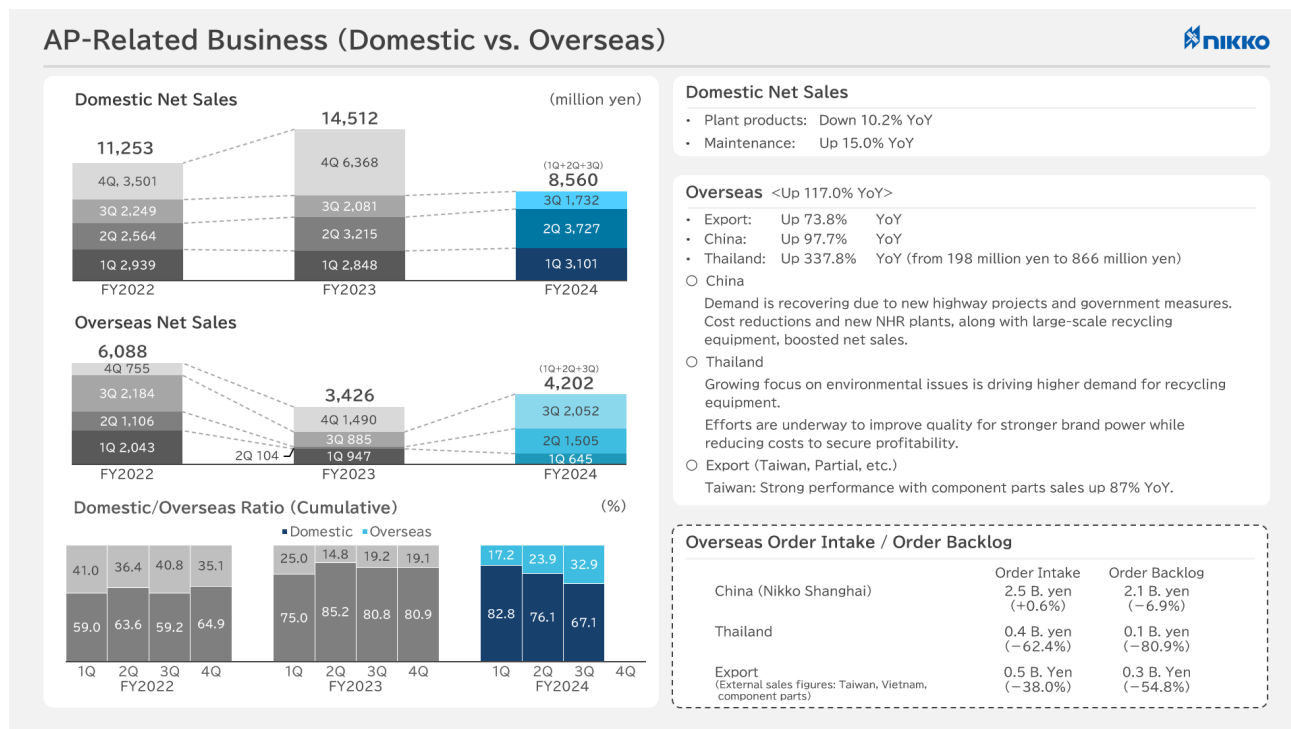 AP-Related Business (Domestic vs. Overseas)
NIKKO
Domestic Net Sales
(million yen)
11,253
14,512
(1Q+2Q+3Q)
8,560
4Q, 3,501
3Q 2,249
2Q 2,564
1Q 2,939
4Q 6,368
3Q 2,081
2Q 3,215
1Q 2,848
3Q 1,732
2Q 3,727
1Q 3,101
FY2022 FY2023 FY2024
Overseas Net Sales
6,088
3,426
(1Q+2Q+3Q)
4,202
4Q 755
3Q 2,184
2Q 1,106
1Q 2,043
4Q 1,490
3Q 885
2Q 104
1Q 947
3Q 2,052
2Q 1,505
1Q 645
FY2022 FY2023 FY2024
Domestic/Overseas Ratio (Cumulative)
(%)
Domestic Overseas
41.0 36.4 40.8 35.1
59.0 63.6 59.2 64.9
25.0 14.8 19.2 19.1
75.0 85.2 80.8 80.9
17.2 23.9 32.9
82.8 76.1 67.1
1Q 2Q 3Q 4Q 1Q 2Q 3Q 4Q 1Q 2Q 3Q 4Q
FY2022 FY2023 FY2024
Domestic Net Sales
• Plant products: Down 10.2% YoY
• Maintenance: Up 15.0% YoY
Overseas <Up 117.0% YoY>
• Export: Up 73.8% YoY
• China: Up 97.7% YoY
• Thailand: Up 337.8% YoY (from 198 million yen to 866 million yen)
○ China
Demand is recovering due to new highway projects and government measures.
Cost reductions and new NHR plants, along with large-scale recycling
equipment, boosted net sales.
○ Thailand
Growing focus on environmental issues is driving higher demand for recycling
equipment.
Efforts are underway to improve quality for stronger brand power while
reducing costs to secure profitability.
○ Export (Taiwan, Partial, etc.)
Taiwan: Strong performance with component parts sales up 87% YoY.
Overseas Order Intake / Order Backlog
Order Intake Order Backlog
China (Nikko Shanghai) 2.5 B. yen 2.1 B. yen
(+0.6%) (−6.9%)
Thailand 0.4 B. yen 0.1 B. yen
(−62.4%) (−80.9%)
Export 0.5 B. Yen 0.3 B. Yen
(External sales figures: Taiwan, Vietnam, (−38.0%) (−54.8%)
component parts)